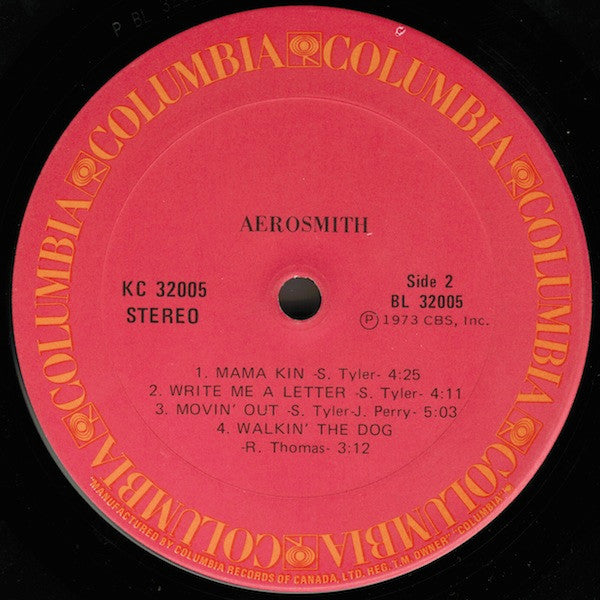 COLUMBIA COLUMBIA COLUMBIA COLUMBIA COLUMBIA COLUMBIA
AEROSMITH
KC 32005
STEREO
Side 2
BL 32005
Ⓟ 1973 CBS, Inc.
1. MAMA KIN -S. Tyler- 4:25
2. WRITE ME A LETTER -S. Tyler- 4:11
3. MOVIN' OUT -S. Tyler-J. Perry- 5:03
4. WALKIN' THE DOG
-R. Thomas- 3:12
"MANUFACTURED BY COLUMBIA RECORDS OF CANADA, LTD. REG. T.M. OWNER" "COLUMBIA"